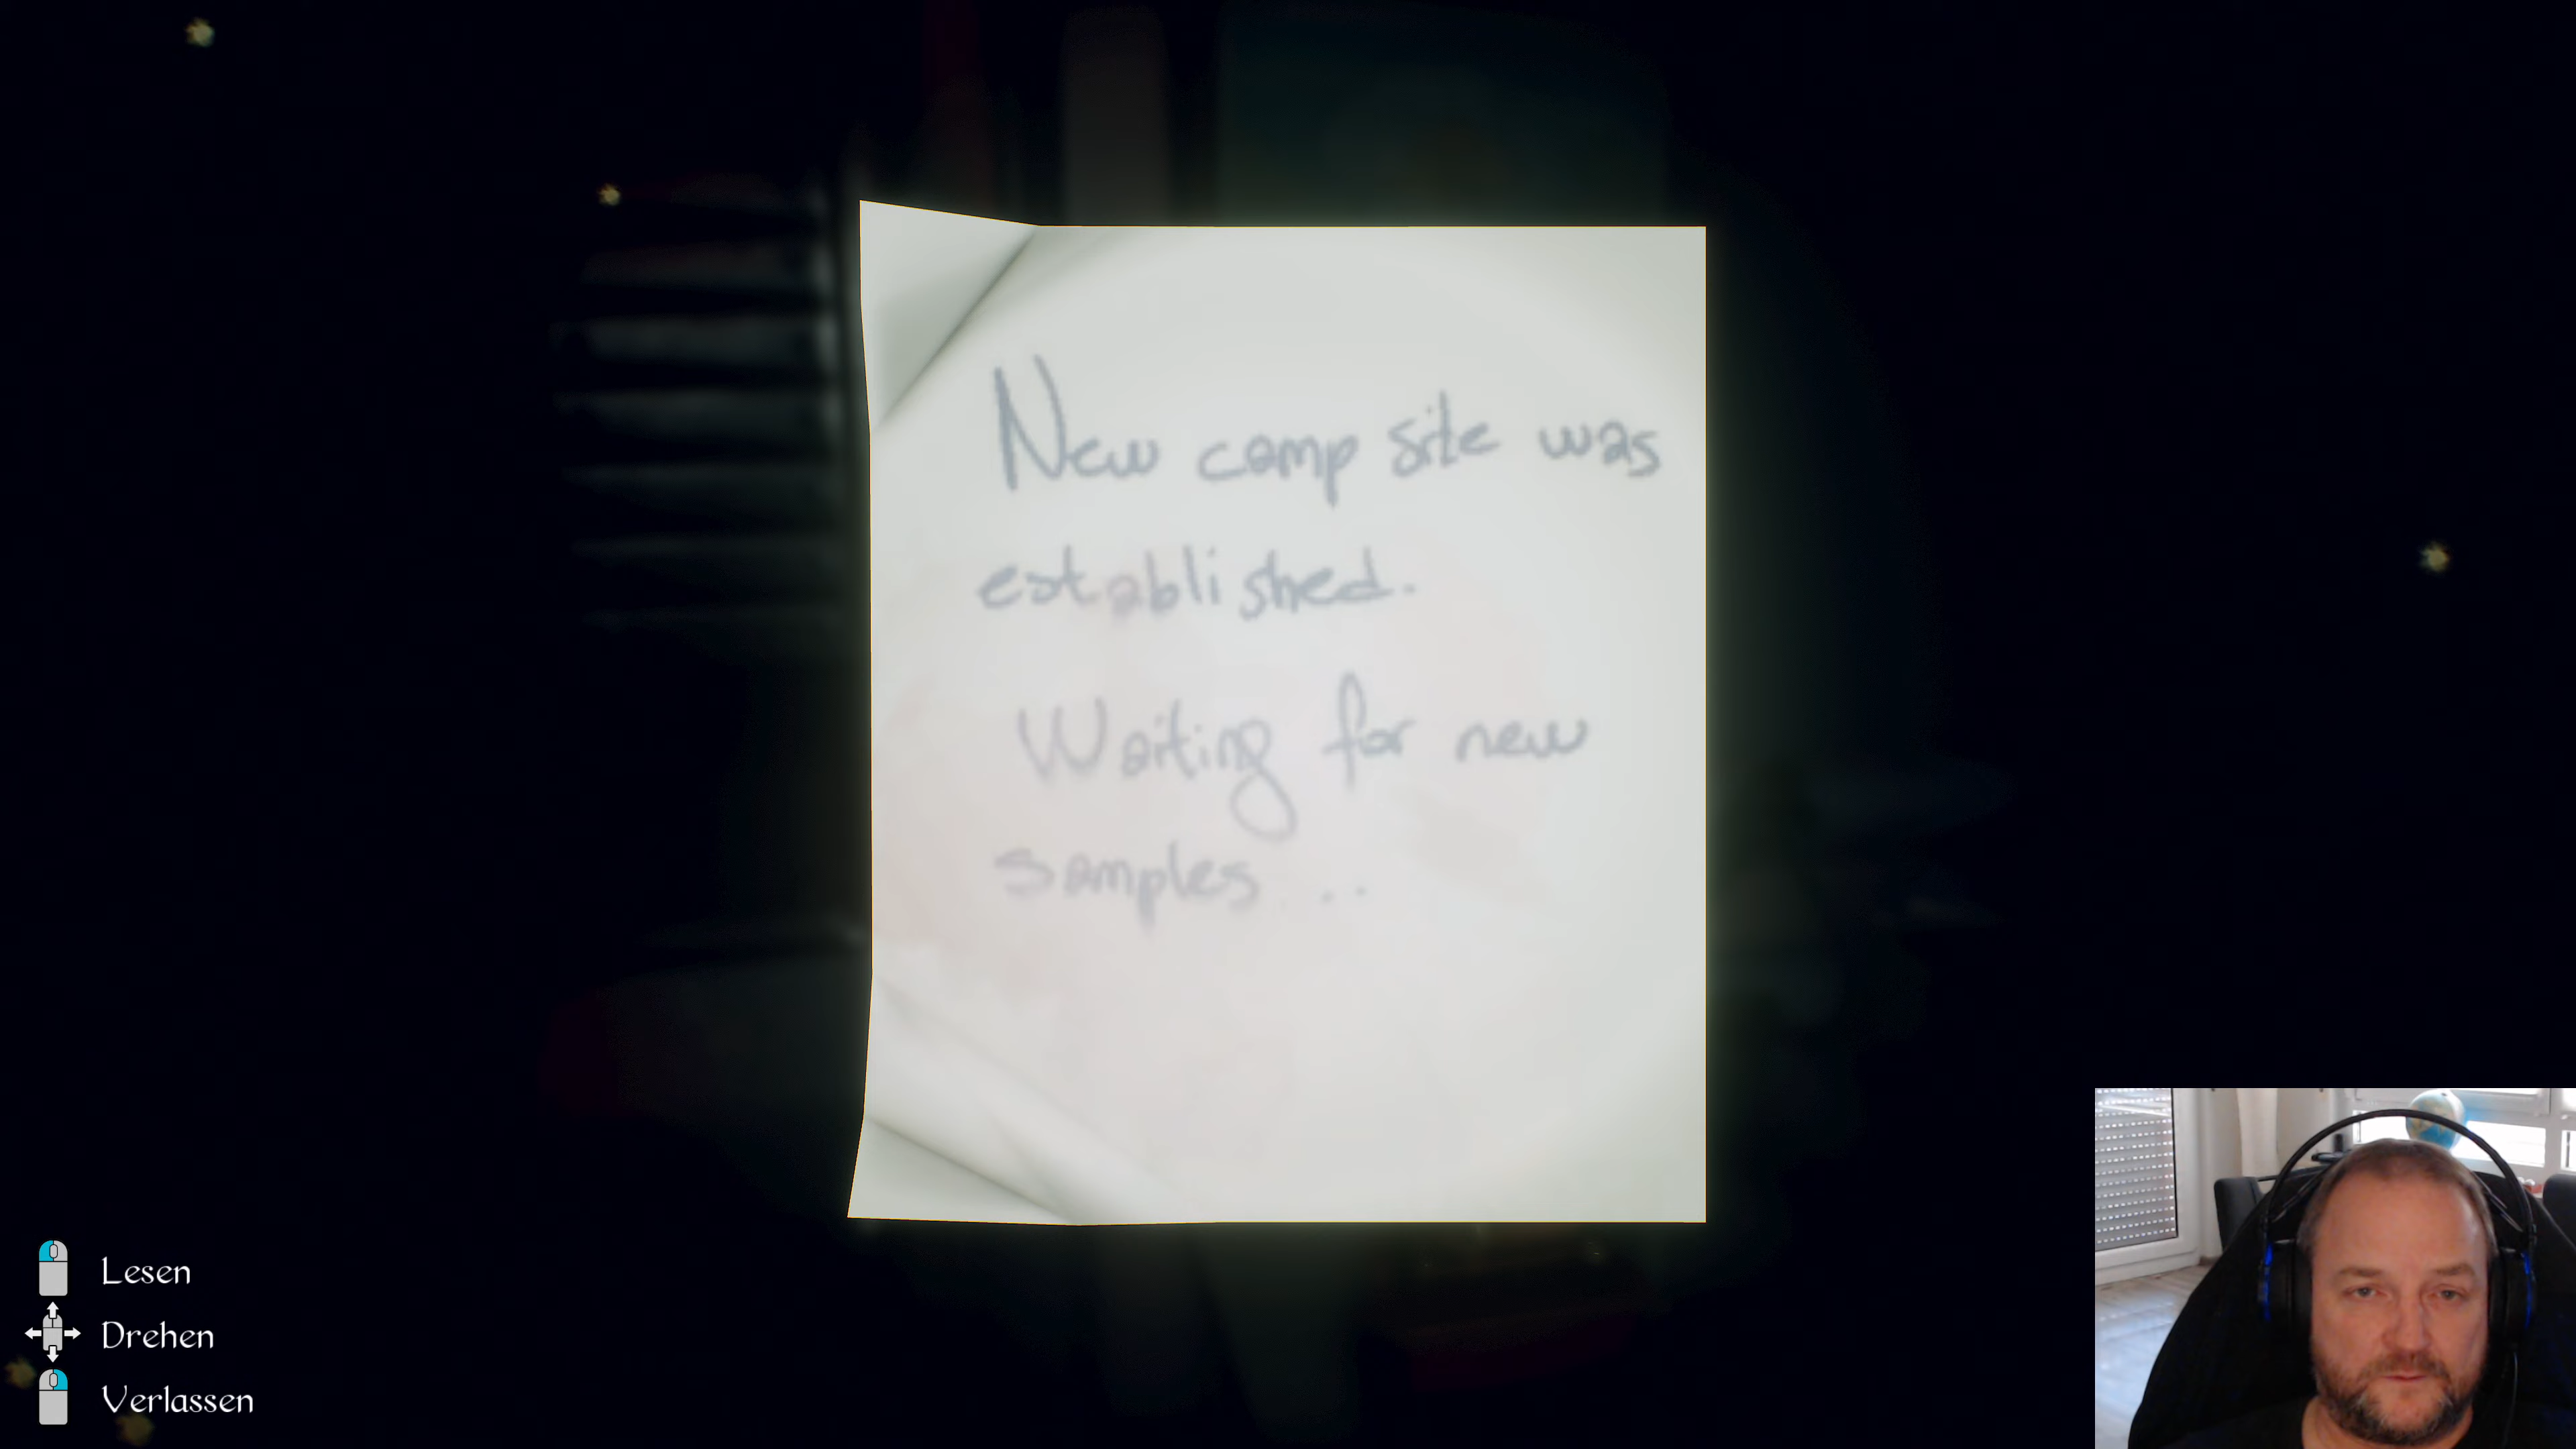 New camp site was
established.
Waiting for new
samples ..
Lesen
Drehen
Verlassen